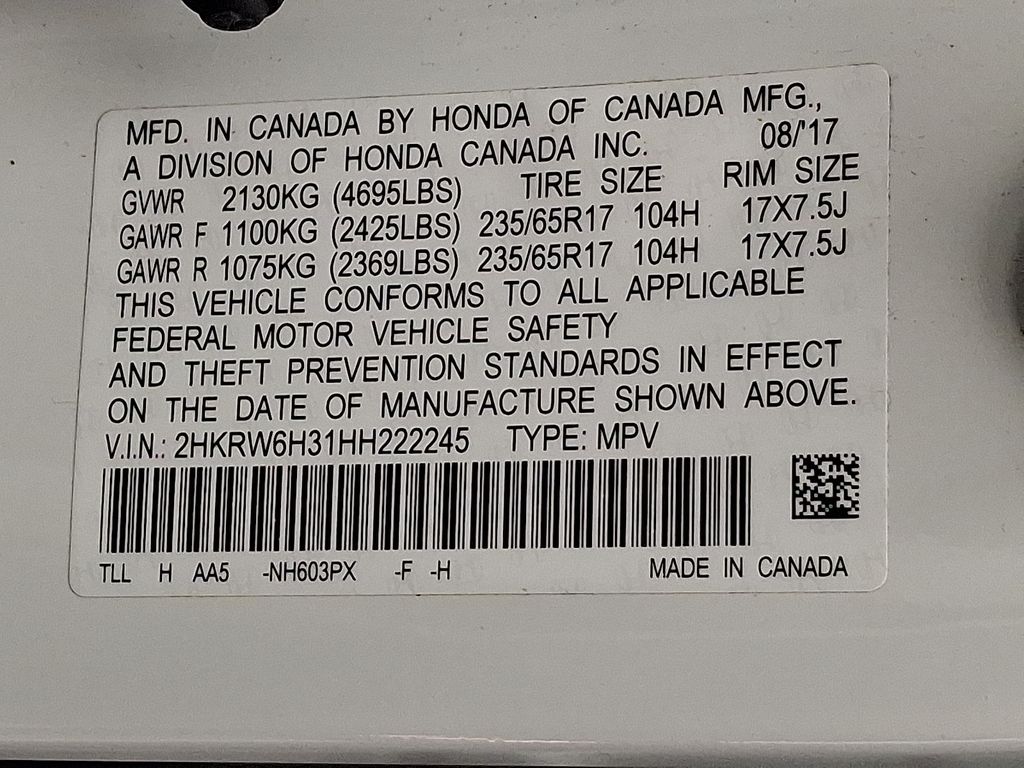 MFD. IN CANADA BY HONDA OF CANADA MFG.,
A DIVISION OF HONDA CANADA INC. 08/'17
GVWR 2130KG (4695LBS) TIRE SIZE RIM SIZE
GAWR F 1100KG (2425LBS) 235/65R17 104H 17X7.5J
GAWR R 1075KG (2369LBS) 235/65R17 104H 17X7.5J
THIS VEHICLE CONFORMS TO ALL APPLICABLE
FEDERAL MOTOR VEHICLE SAFETY
AND THEFT PREVENTION STANDARDS IN EFFECT
ON THE DATE OF MANUFACTURE SHOWN ABOVE.
V.I.N.: 2HKRW6H31HH222245 TYPE: MPV
TLL H AA5 -NH603PX -F -H MADE IN CANADA